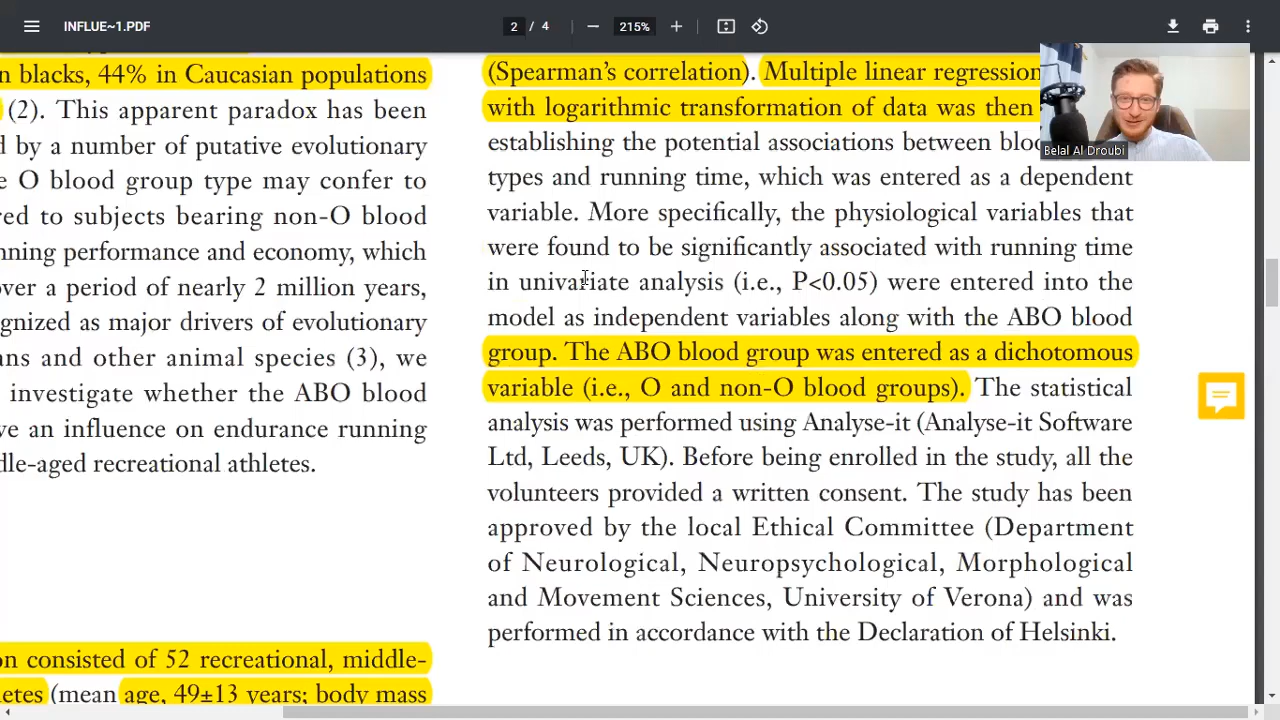 INFLUE~1.PDF
2 / 4
215%
n blacks, 44% in Caucasian populations
(2). This apparent paradox has been
d by a number of putative evolutionary
e O blood group type may confer to
red to subjects bearing non-O blood
nning performance and economy, which
over a period of nearly 2 million years,
gnized as major drivers of evolutionary
ans and other animal species (3), we
investigate whether the ABO blood
ve an influence on endurance running
dle-aged recreational athletes.
on consisted of 52 recreational, middle-
letes (mean age, 49±13 years; body mass
(Spearman's correlation). Multiple linear regression
with logarithmic transformation of data was then
establishing the potential associations between bloo
types and running time, which was entered as a dependent
variable. More specifically, the physiological variables that
were found to be significantly associated with running time
in univariate analysis (i.e., P<0.05) were entered into the
model as independent variables along with the ABO blood
group. The ABO blood group was entered as a dichotomous
variable (i.e., O and non-O blood groups). The statistical
analysis was performed using Analyse-it (Analyse-it Software
Ltd, Leeds, UK). Before being enrolled in the study, all the
volunteers provided a written consent. The study has been
approved by the local Ethical Committee (Department
of Neurological, Neuropsychological, Morphological
and Movement Sciences, University of Verona) and was
performed in accordance with the Declaration of Helsinki.
Belal Al Droubi